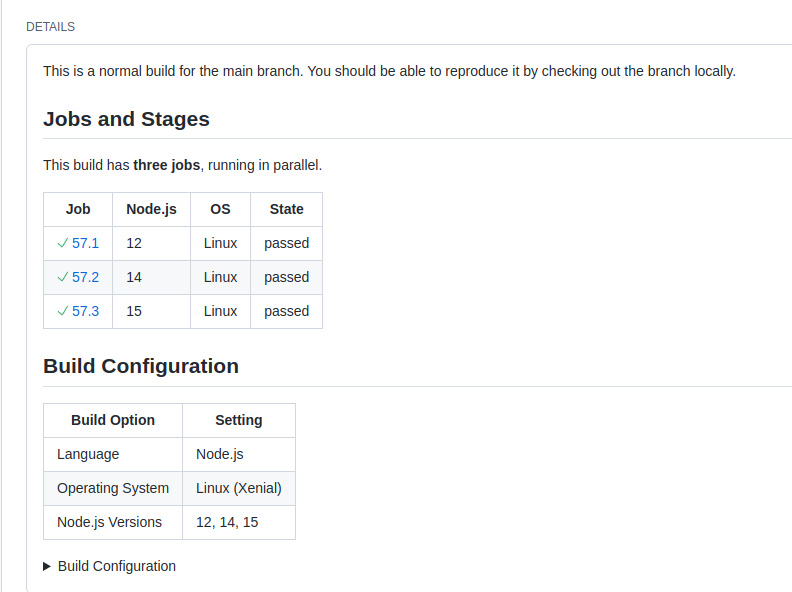 DETAILS
This is a normal build for the main branch. You should be able to reproduce it by checking out the branch locally.
Jobs and Stages
This build has three jobs, running in parallel.
Job Node.js OS State
57.1 12 Linux passed
57.2 14 Linux passed
57.3 15 Linux passed
Build Configuration
Build Option Setting
Language Node.js
Operating System Linux (Xenial)
Node.js Versions 12, 14, 15
Build Configuration